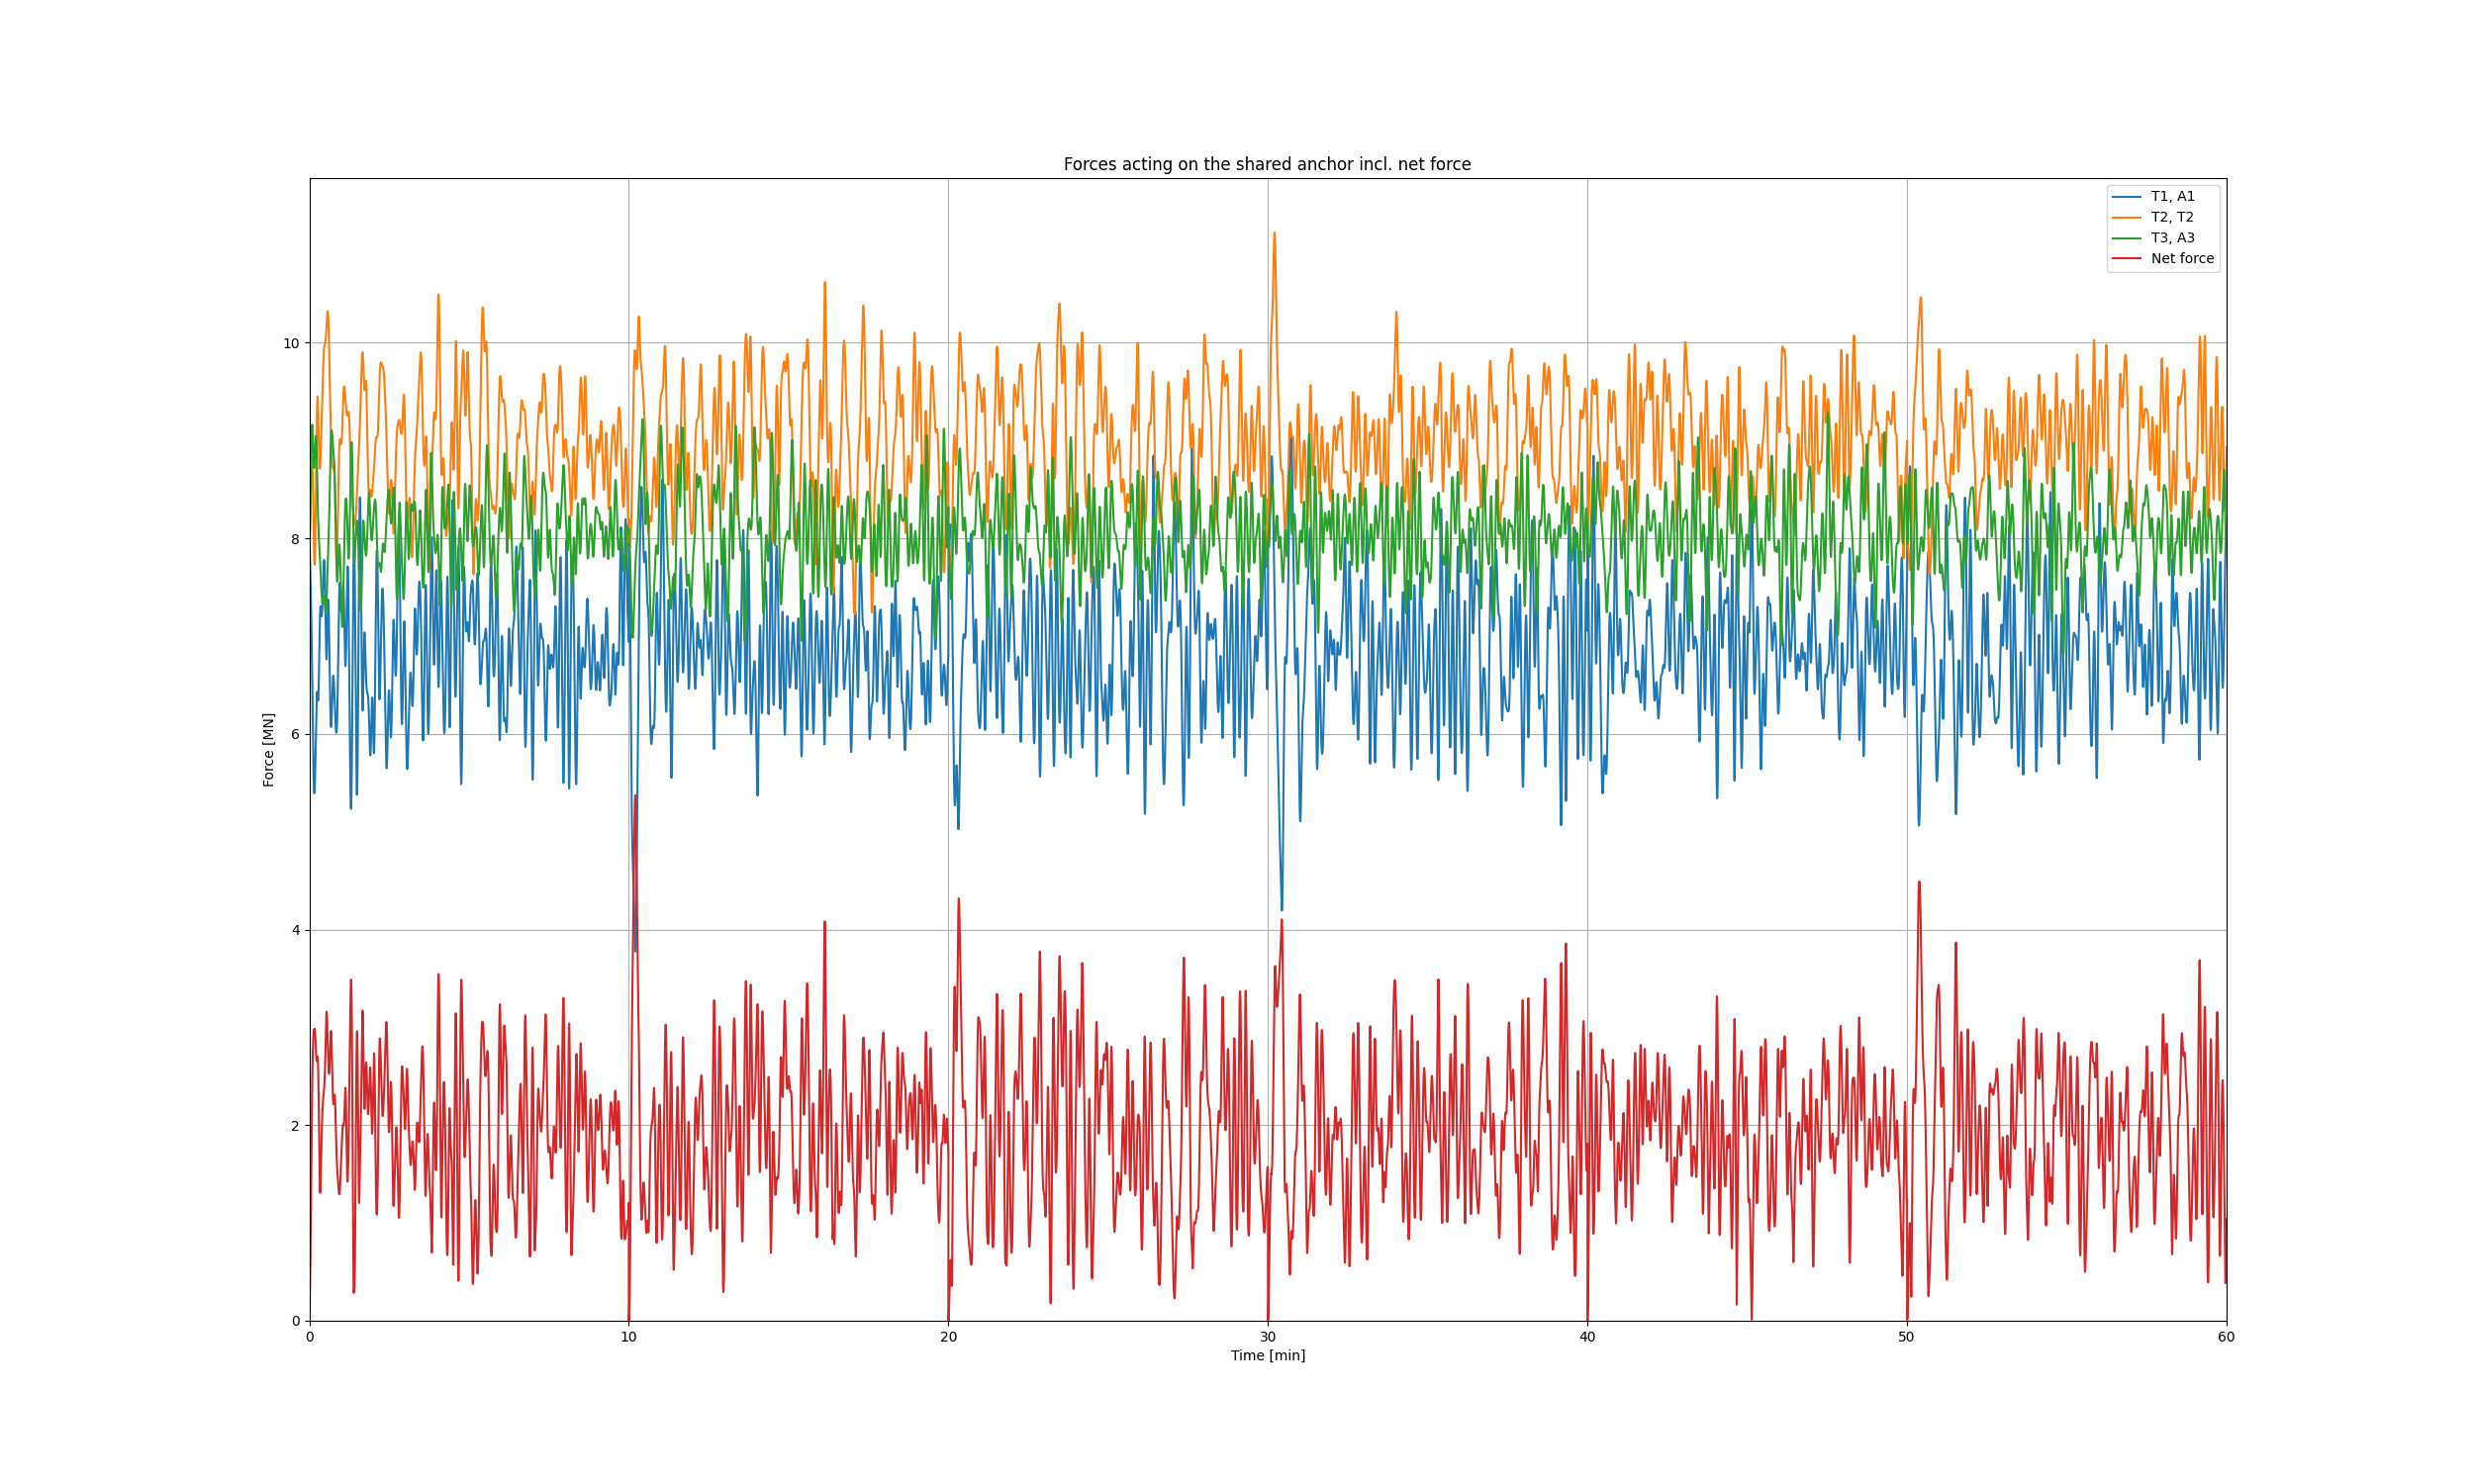 Forces acting on the shared anchor incl. net force
T1, A1
T2, T2
T3, A3
Net force
Force [MN]
10
8
6
4
2
0
0 10 20 30 40 50 60
Time [min]